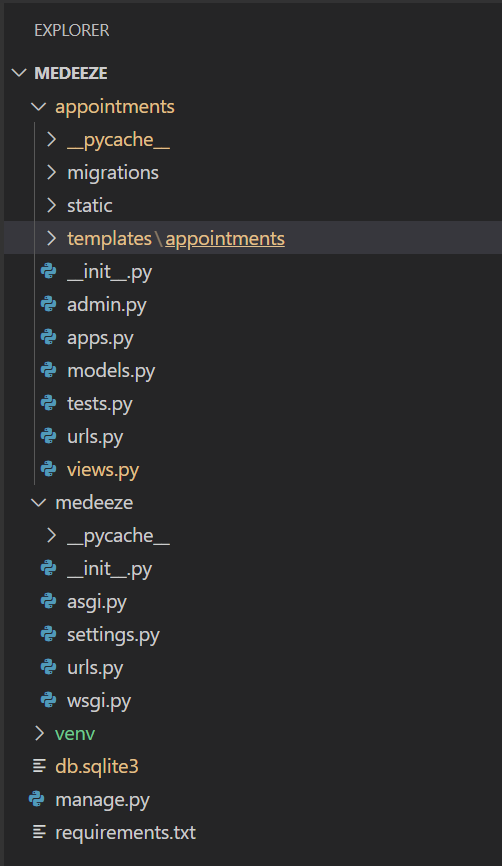 EXPLORER
MEDEEZE
appointments
__pycache__
migrations
static
templates\appointments
__init__.py
admin.py
apps.py
models.py
tests.py
urls.py
views.py
medeeze
__pycache__
__init__.py
asgi.py
settings.py
urls.py
wsgi.py
venv
db.sqlite3
manage.py
requirements.txt